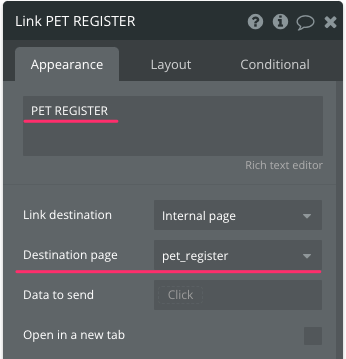 Link PET REGISTER
Appearance Layout Conditional
PET REGISTER
Rich text editor
Link destination Internal page
Destination page pet_register
Data to send Click
Open in a new tab